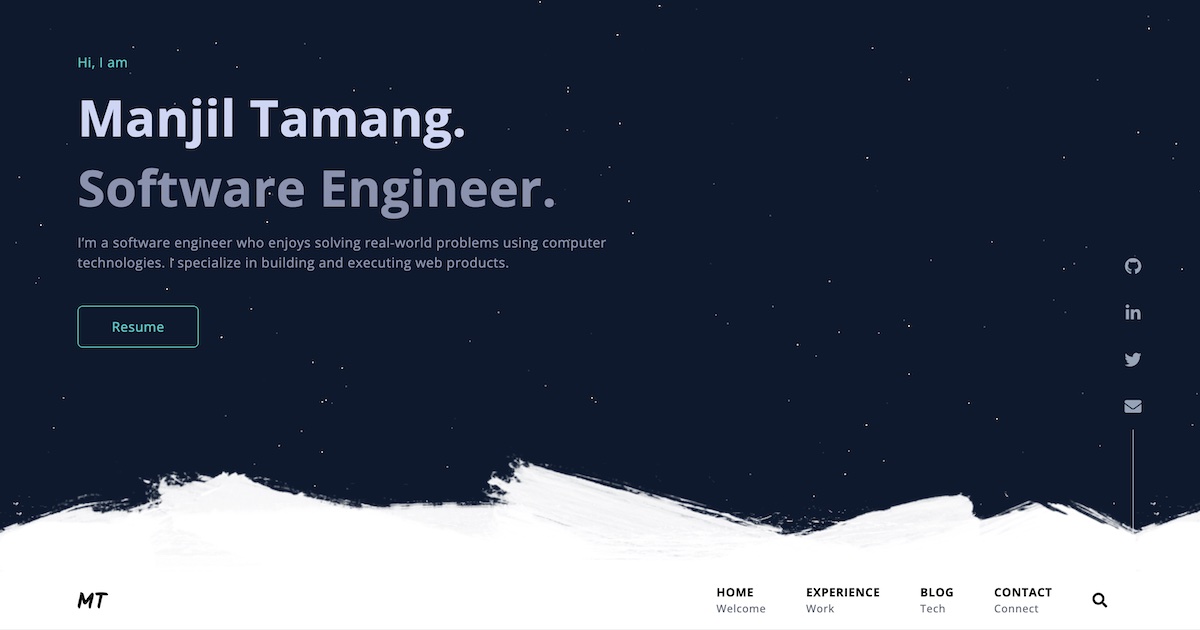 Hi, I am
Manjil Tamang.
Software Engineer.
I'm a software engineer who enjoys solving real-world problems using computer
technologies. I specialize in building and executing web products.
Resume
MT
HOME
Welcome
EXPERIENCE
Work
BLOG
Tech
CONTACT
Connect